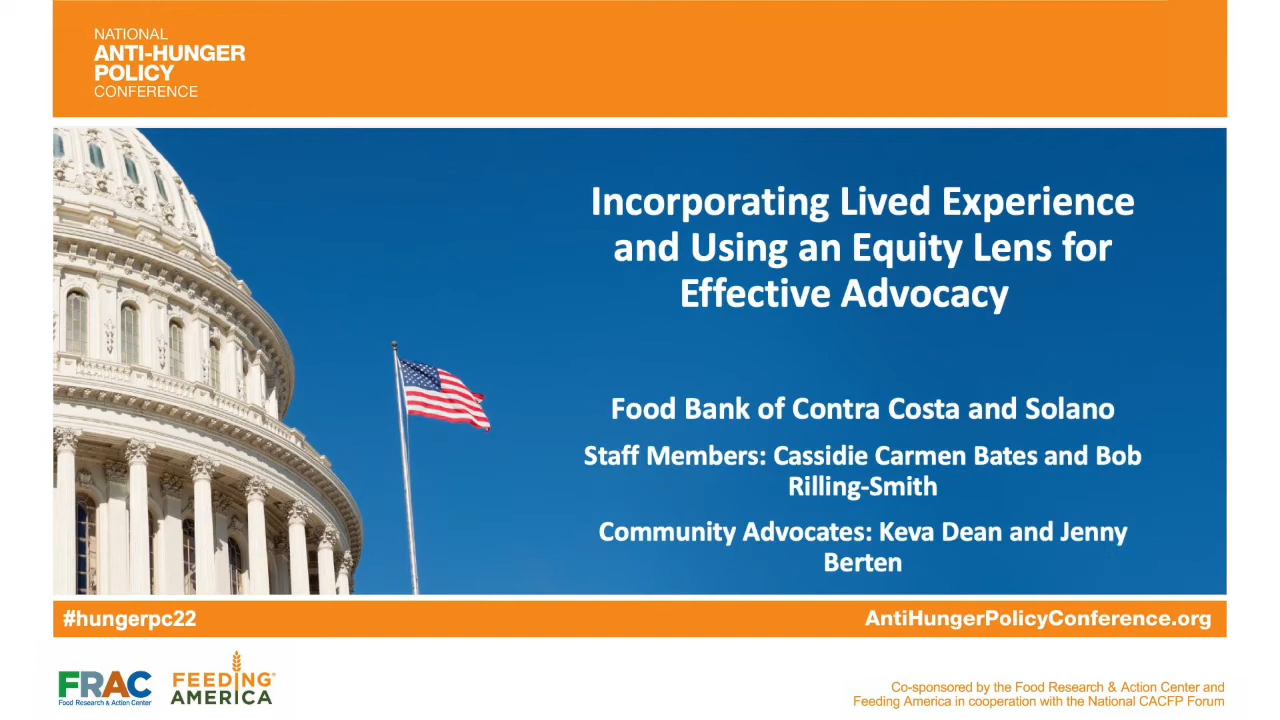 NATIONAL
ANTI-HUNGER
POLICY
CONFERENCE
Incorporating Lived Experience
and Using an Equity Lens for
Effective Advocacy
Food Bank of Contra Costa and Solano
Staff Members: Cassidie Carmen Bates and Bob
Rilling-Smith
Community Advocates: Keva Dean and Jenny
Berten
#hungerpc22
AntiHungerPolicyConference.org
FRAC
Food Research & Action Center
FEEDING®
AMERICA
Co-sponsored by the Food Research & Action Center and
Feeding America in cooperation with the National CACFP Forum